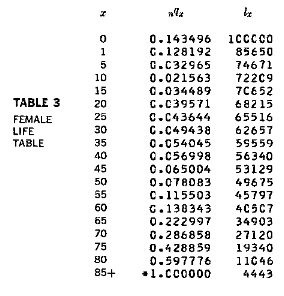 x nqx lx
0 0.143496 100000
1 0.128192 85650
5 0.032965 74671
10 0.021563 72209
15 0.034489 70652
TABLE 3 20 0.039571 68215
FEMALE 25 0.043644 65516
LIFE 30 0.049438 62657
TABLE 35 0.054045 59559
40 0.056998 56340
45 0.065004 53129
50 0.078083 49675
55 0.115503 45797
60 0.138343 40507
65 0.222997 34903
70 0.286858 27120
75 0.428859 19340
80 0.597776 11046
85+ *1.000000 4443